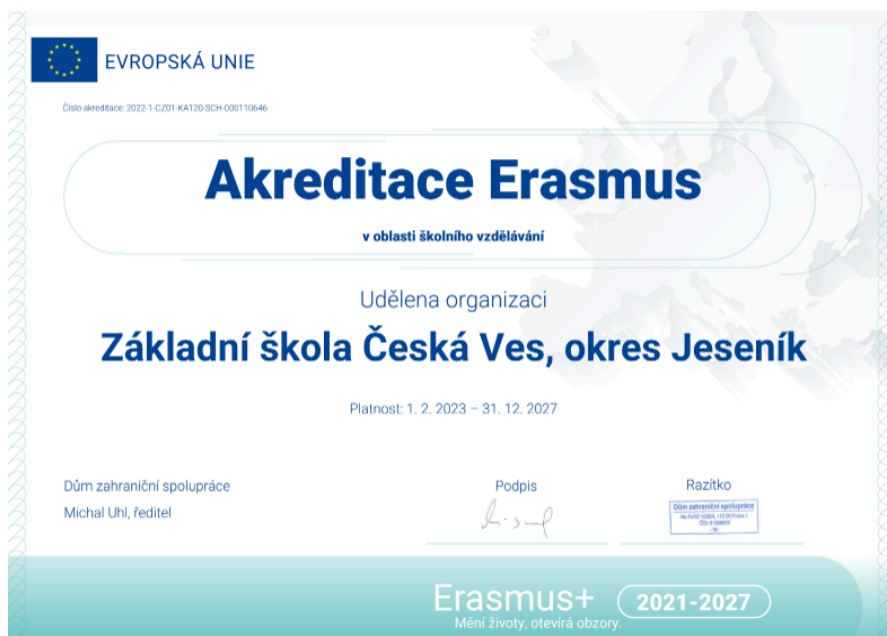 EVROPSKÁ UNIE
Číslo akreditace: 2022-1-CZ01-KA120-SCH-000110646
Akreditace Erasmus
v oblasti školního vzdělávání
Udělena organizaci
Základní škola Česká Ves, okres Jeseník
Platnost: 1. 2. 2023 – 31. 12. 2027
Dům zahraniční spolupráce
Michal Uhl, ředitel
Podpis
Razítko
Dům zahraniční spolupráce
Erasmus+ 2021-2027
Mění životy, otevírá obzory.